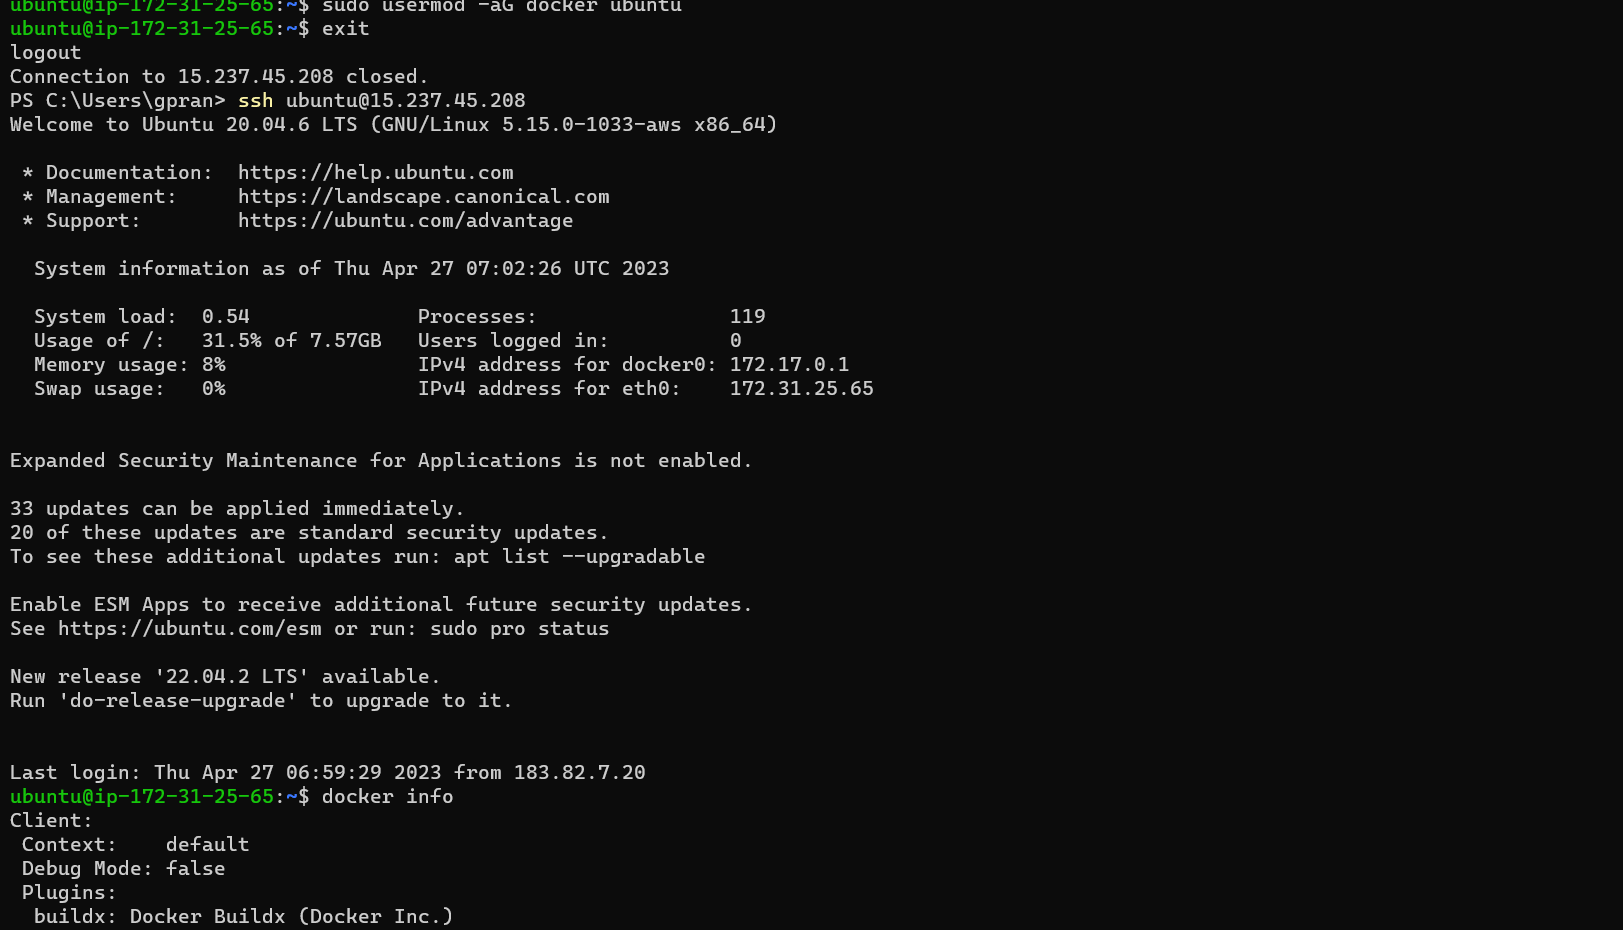 ubuntu@ip-172-31-25-65:~$ sudo usermod -aG docker ubuntu
ubuntu@ip-172-31-25-65:~$ exit
logout
Connection to 15.237.45.208 closed.
PS C:\Users\gpran> ssh ubuntu@15.237.45.208
Welcome to Ubuntu 20.04.6 LTS (GNU/Linux 5.15.0-1033-aws x86_64)

 * Documentation:  https://help.ubuntu.com
 * Management:     https://landscape.canonical.com
 * Support:        https://ubuntu.com/advantage

  System information as of Thu Apr 27 07:02:26 UTC 2023

  System load:  0.54              Processes:                119
  Usage of /:   31.5% of 7.57GB   Users logged in:          0
  Memory usage: 8%                IPv4 address for docker0: 172.17.0.1
  Swap usage:   0%                IPv4 address for eth0:    172.31.25.65


Expanded Security Maintenance for Applications is not enabled.

33 updates can be applied immediately.
20 of these updates are standard security updates.
To see these additional updates run: apt list --upgradable

Enable ESM Apps to receive additional future security updates.
See https://ubuntu.com/esm or run: sudo pro status

New release '22.04.2 LTS' available.
Run 'do-release-upgrade' to upgrade to it.


Last login: Thu Apr 27 06:59:29 2023 from 183.82.7.20
ubuntu@ip-172-31-25-65:~$ docker info
Client:
 Context:    default
 Debug Mode: false
 Plugins:
  buildx: Docker Buildx (Docker Inc.)